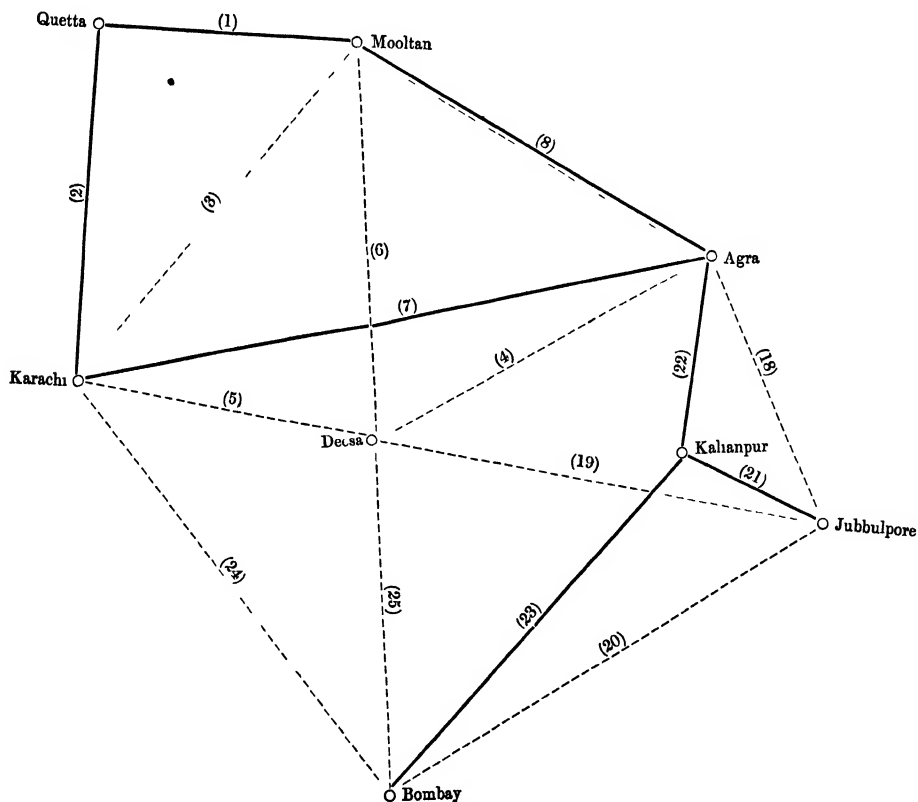 Quetta
(1)
Mooltan
(2)
(3)
(8)
(6)
Agra
(7)
(4)
(22)
(18)
Karachi
(5)
Deesa
(19)
Kalianpur
(21)
Jubbulpore
(24)
(25)
(23)
(20)
Bombay